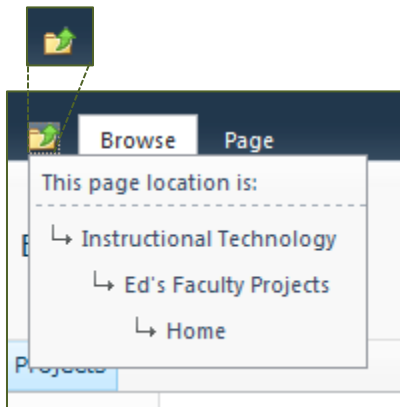 Browse Page
This page location is:
Instructional Technology
Ed's Faculty Projects
Home
Projects